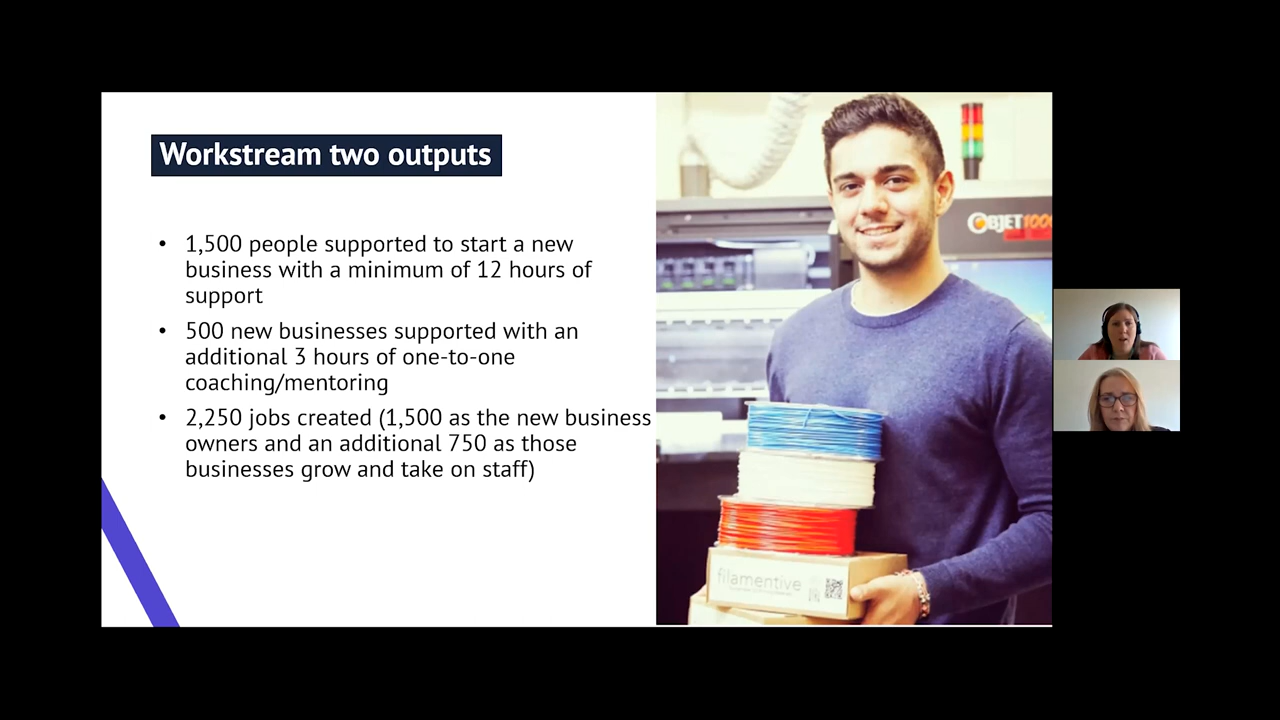 Workstream two outputs
• 1,500 people supported to start a new
business with a minimum of 12 hours of
support
• 500 new businesses supported with an
additional 3 hours of one-to-one
coaching/mentoring
• 2,250 jobs created (1,500 as the new business
owners and an additional 750 as those
businesses grow and take on staff)
OBJET1000
filamentive